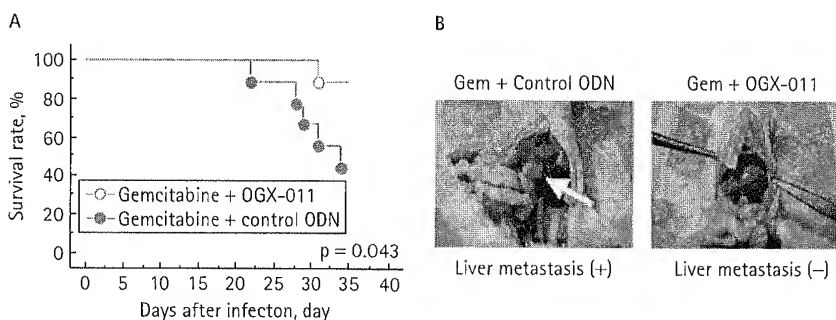 A
100
80
60
40
20
0
Survival rate, %
Gemcitabine + OGX-011
Gemcitabine + control ODN
p = 0.043
0 5 10 15 20 25 30 35 40
Days after infecton, day
B
Gem + Control ODN
Gem + OGX-011
Liver metastasis (+)
Liver metastasis (–)